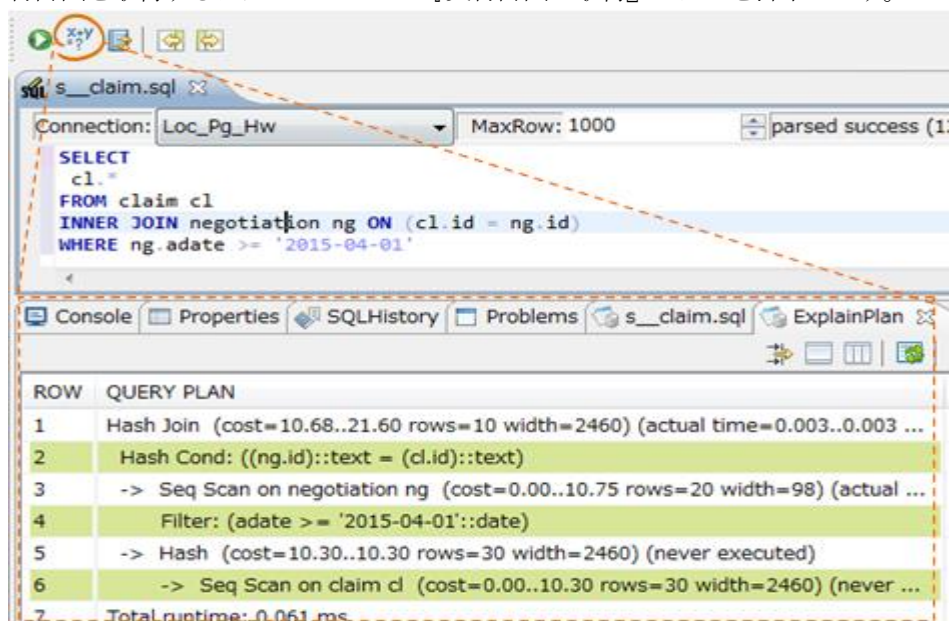 X+Y
=?
s__claim.sql
Connection: Loc_Pg_Hw MaxRow: 1000 parsed success (1
SELECT
cl.*
FROM claim cl
INNER JOIN negotiation ng ON (cl.id = ng.id)
WHERE ng.adate >= '2015-04-01'
Console Properties SQLHistory Problems s__claim.sql ExplainPlan
ROW QUERY PLAN
1 Hash Join (cost=10.68..21.60 rows=10 width=2460) (actual time=0.003..0.003 ...
2 Hash Cond: ((ng.id)::text = (cl.id)::text)
3 -> Seq Scan on negotiation ng (cost=0.00..10.75 rows=20 width=98) (actual ...
4 Filter: (adate >= '2015-04-01'::date)
5 -> Hash (cost=10.30..10.30 rows=30 width=2460) (never executed)
6 -> Seq Scan on claim cl (cost=0.00..10.30 rows=30 width=2460) (never ...
7 Total runtime: 0.061 ms